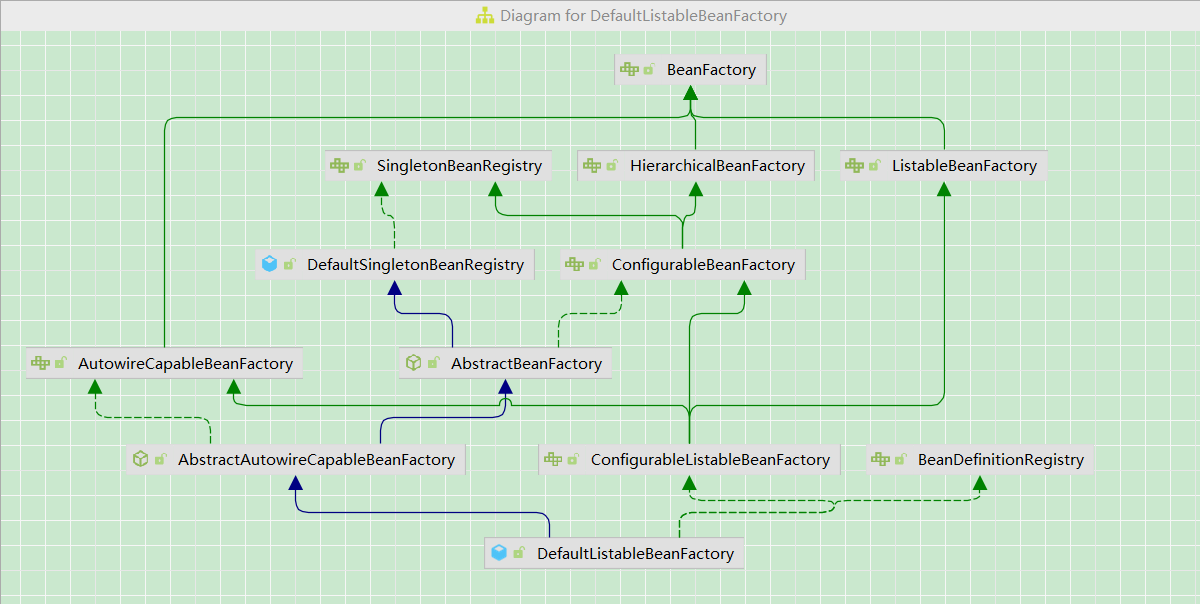 Diagram for DefaultListableBeanFactory
BeanFactory
SingletonBeanRegistry
HierarchicalBeanFactory
ListableBeanFactory
DefaultSingletonBeanRegistry
ConfigurableBeanFactory
AutowireCapableBeanFactory
AbstractBeanFactory
AbstractAutowireCapableBeanFactory
ConfigurableListableBeanFactory
BeanDefinitionRegistry
DefaultListableBeanFactory